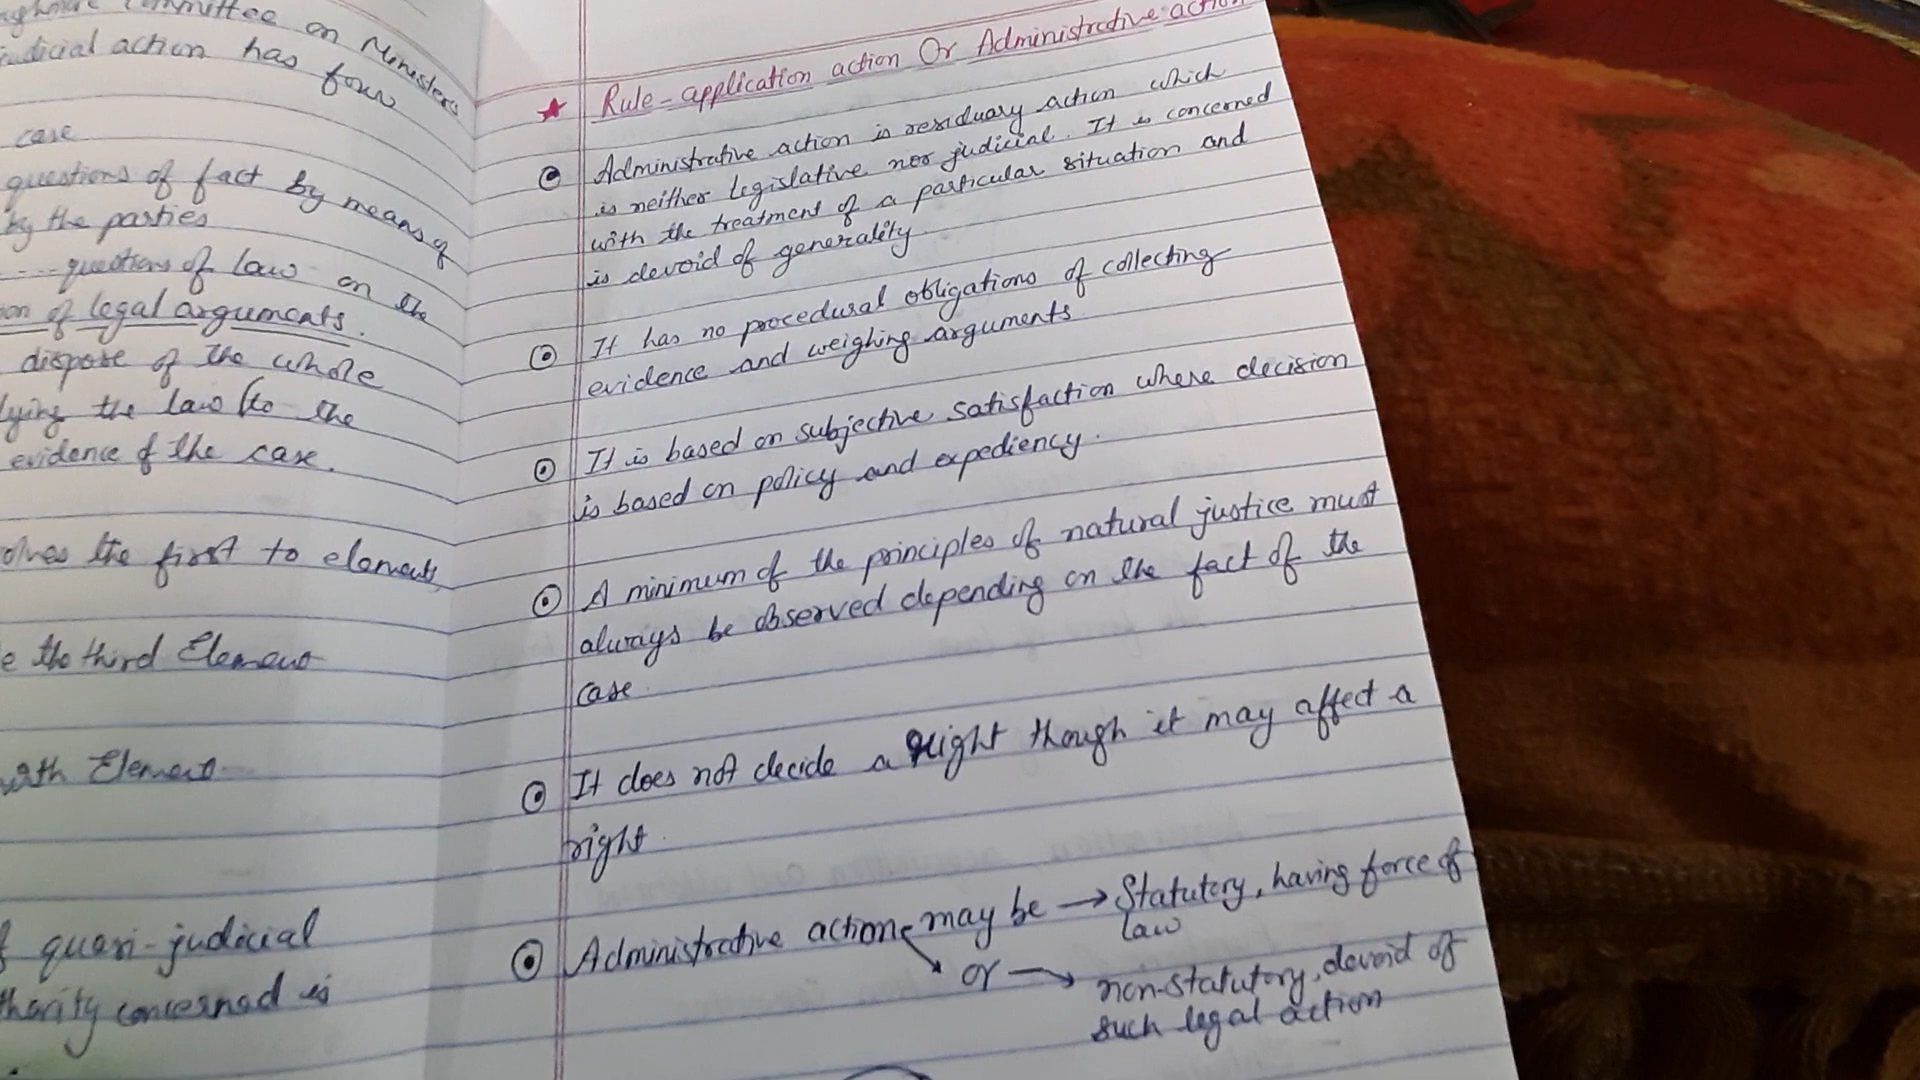 Committee on Ministers
judicial action has four
case
questions of fact by means of
by the parties
questions of law on the
on of legal arguments.
dispose of the whole
lying the law to the
evidence of the case.
olves the first to elements
e the third Element
Element
quasi-judicial
concerned is
★ Rule-application action Or Administrative action
Administrative action is residuary action which
is neither legislative nor judicial. It is concerned
with the treatment of a particular situation and
is devoid of generality.
It has no procedural obligations of collecting
evidence and weighing arguments.
It is based on subjective satisfaction where decision
is based on policy and expediency.
A minimum of the principles of natural justice must
always be observed depending on the fact of the
case.
It does not decide a right though it may affect a
right.
Administrative action may be → Statutory, having force of
law
or → non-statutory, devoid of
such legal action